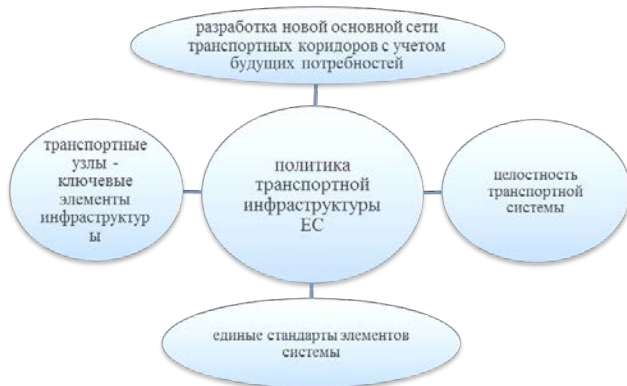 разработка новой основной сети
транспортных коридоров с учетом
будущих потребностей
транспортные
узлы -
ключевые
элементы
инфраструктур
ы
политика
транспортной
инфраструктуры
ЕС
целостность
транспортной
системы
единые стандарты элементов
системы